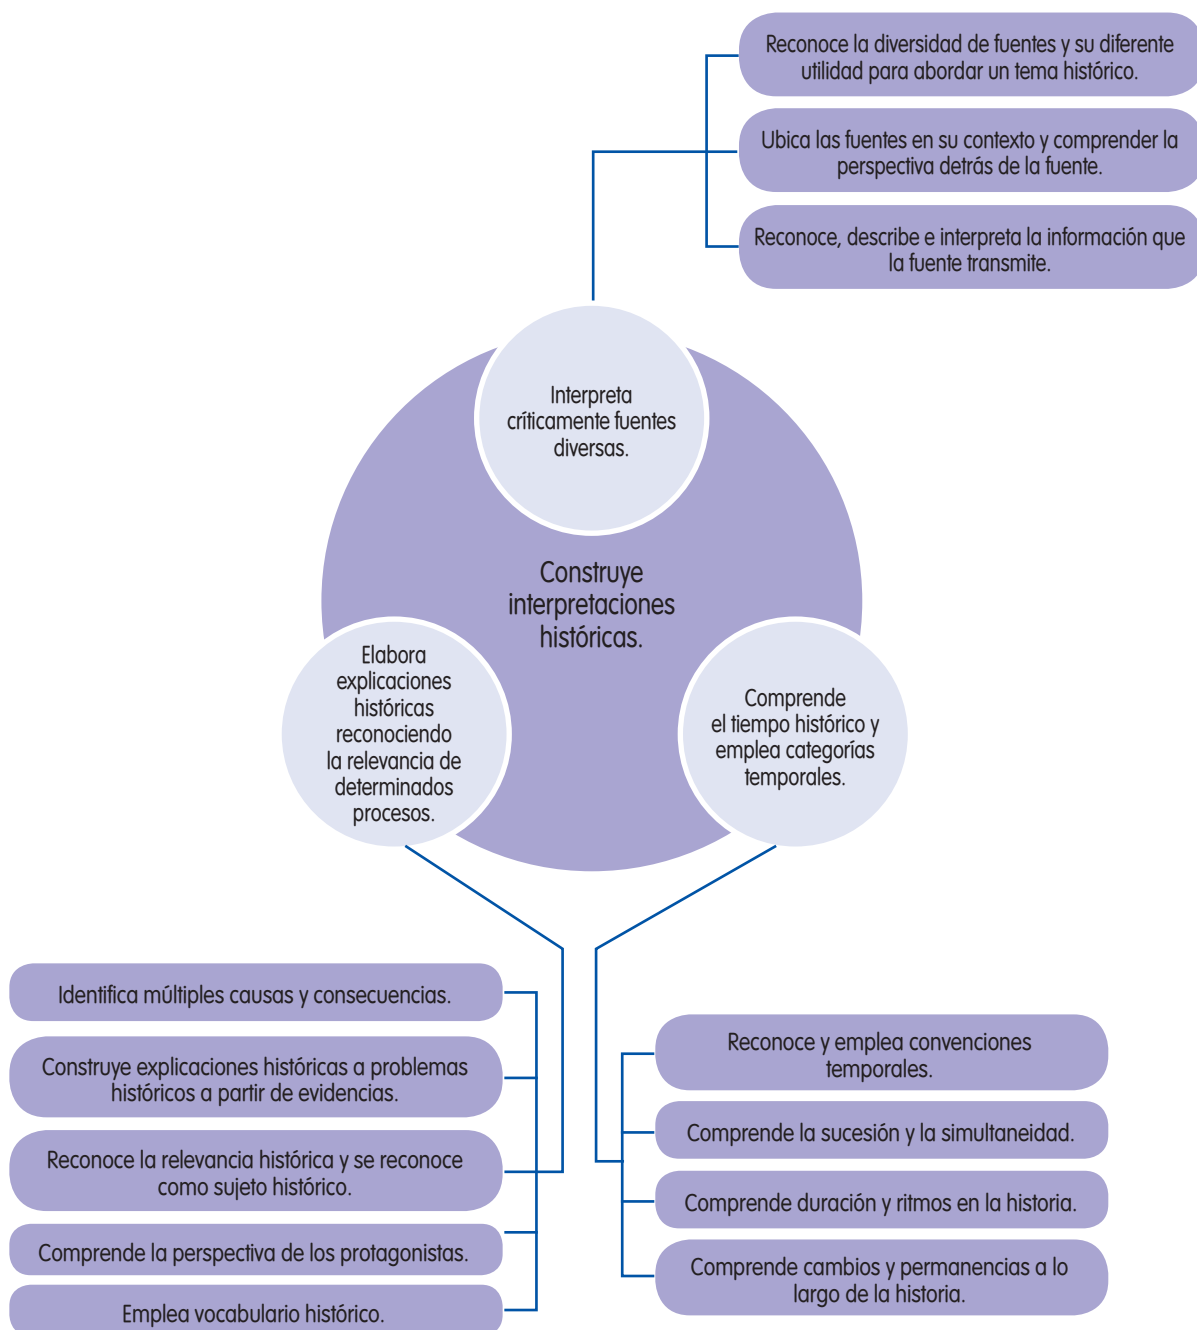 Reconoce la diversidad de fuentes y su diferente
utilidad para abordar un tema histórico.
Ubica las fuentes en su contexto y comprender la
perspectiva detrás de la fuente.
Reconoce, describe e interpreta la información que
la fuente transmite.
Interpreta
críticamente fuentes
diversas.
Construye
interpretaciones
históricas.
Elabora
explicaciones
históricas
reconociendo
la relevancia de
determinados
procesos.
Comprende
el tiempo histórico y
emplea categorías
temporales.
Identifica múltiples causas y consecuencias.
Construye explicaciones históricas a problemas
históricos a partir de evidencias.
Reconoce la relevancia histórica y se reconoce
como sujeto histórico.
Comprende la perspectiva de los protagonistas.
Emplea vocabulario histórico.
Reconoce y emplea convenciones
temporales.
Comprende la sucesión y la simultaneidad.
Comprende duración y ritmos en la historia.
Comprende cambios y permanencias a lo
largo de la historia.